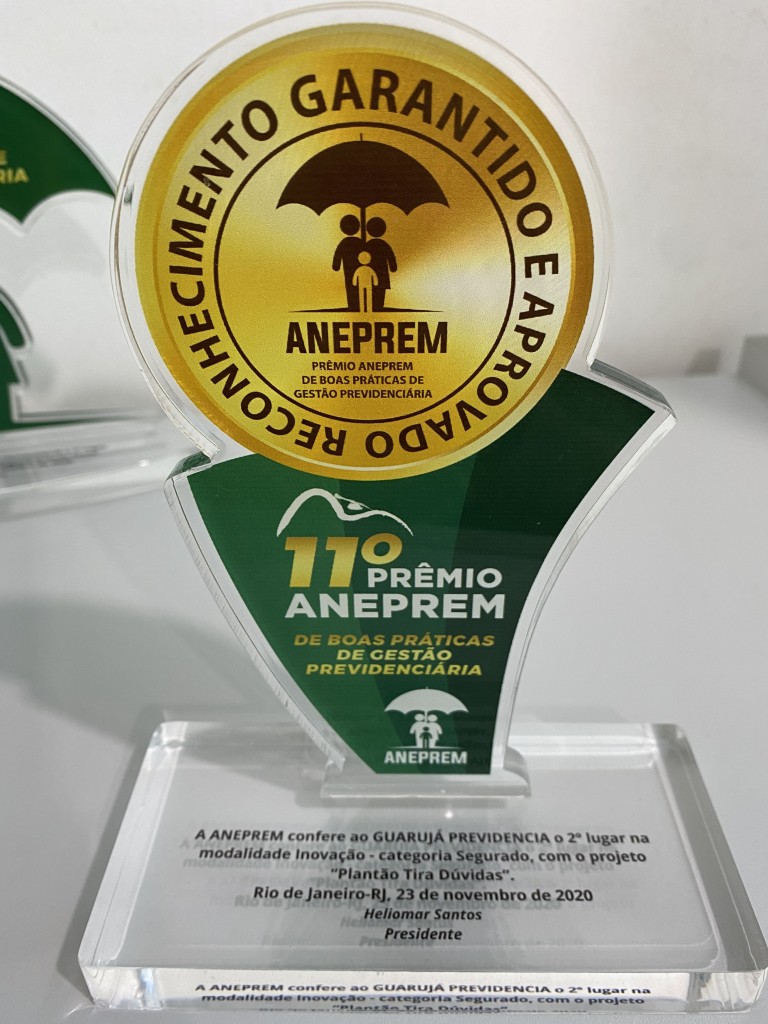 RECONHECIMENTO GARANTIDO E APROVADO
ANEPREM
PRÊMIO ANEPREM
DE BOAS PRÁTICAS DE
GESTÃO PREVIDENCIÁRIA
11º PRÊMIO
ANEPREM
DE BOAS PRÁTICAS
DE GESTÃO
PREVIDENCIÁRIA
ANEPREM
A ANEPREM confere ao GUARUJÁ PREVIDENCIA o 2º lugar na
modalidade Inovação - categoria Segurado, com o projeto
"Plantão Tira Dúvidas".
Rio de Janeiro-RJ, 23 de novembro de 2020
Heliomar Santos
Presidente
A ANEPREM confere ao GUARUJÁ PREVIDENCIA o 2º lugar na
modalidade Inovação - categoria Segurado, com o projeto
"Plantão Tira Dúvidas".